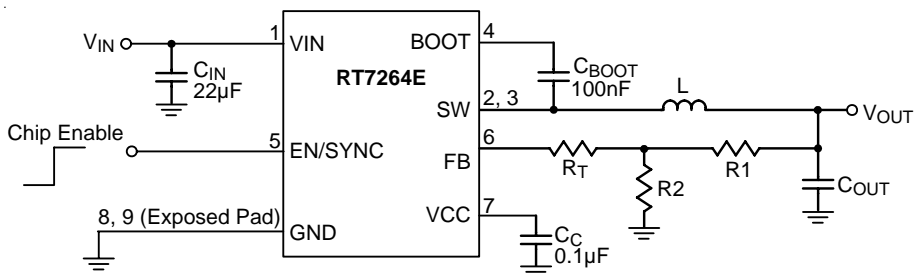 VIN
1
VIN
CIN
22µF
Chip Enable
5
EN/SYNC
8, 9 (Exposed Pad)
GND
RT7264E
BOOT
4
CBOOT
100nF
SW
2, 3
L
VOUT
FB
6
RT
R2
R1
COUT
VCC
7
CC
0.1µF